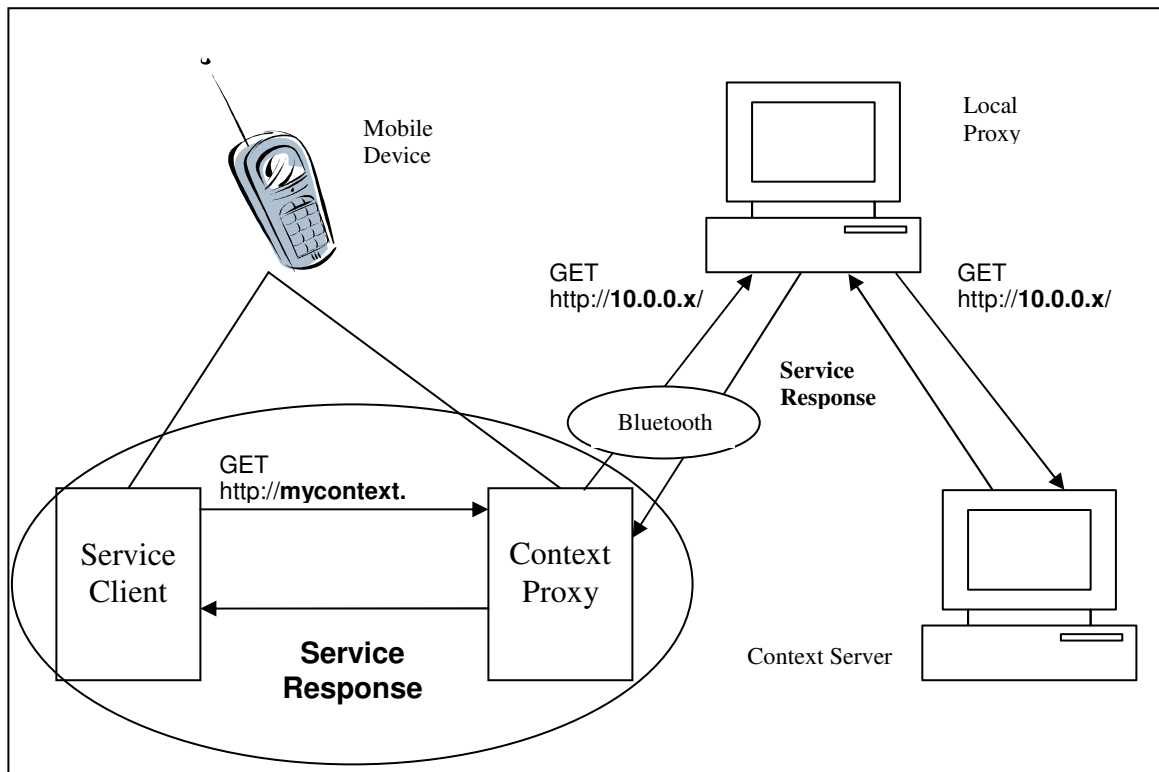 Mobile
Device
Local
Proxy
GET
http://10.0.0.x/
GET
http://10.0.0.x/
Service
Response
Bluetooth
GET
http://mycontext.
Service
Client
Context
Proxy
Service
Response
Context Server